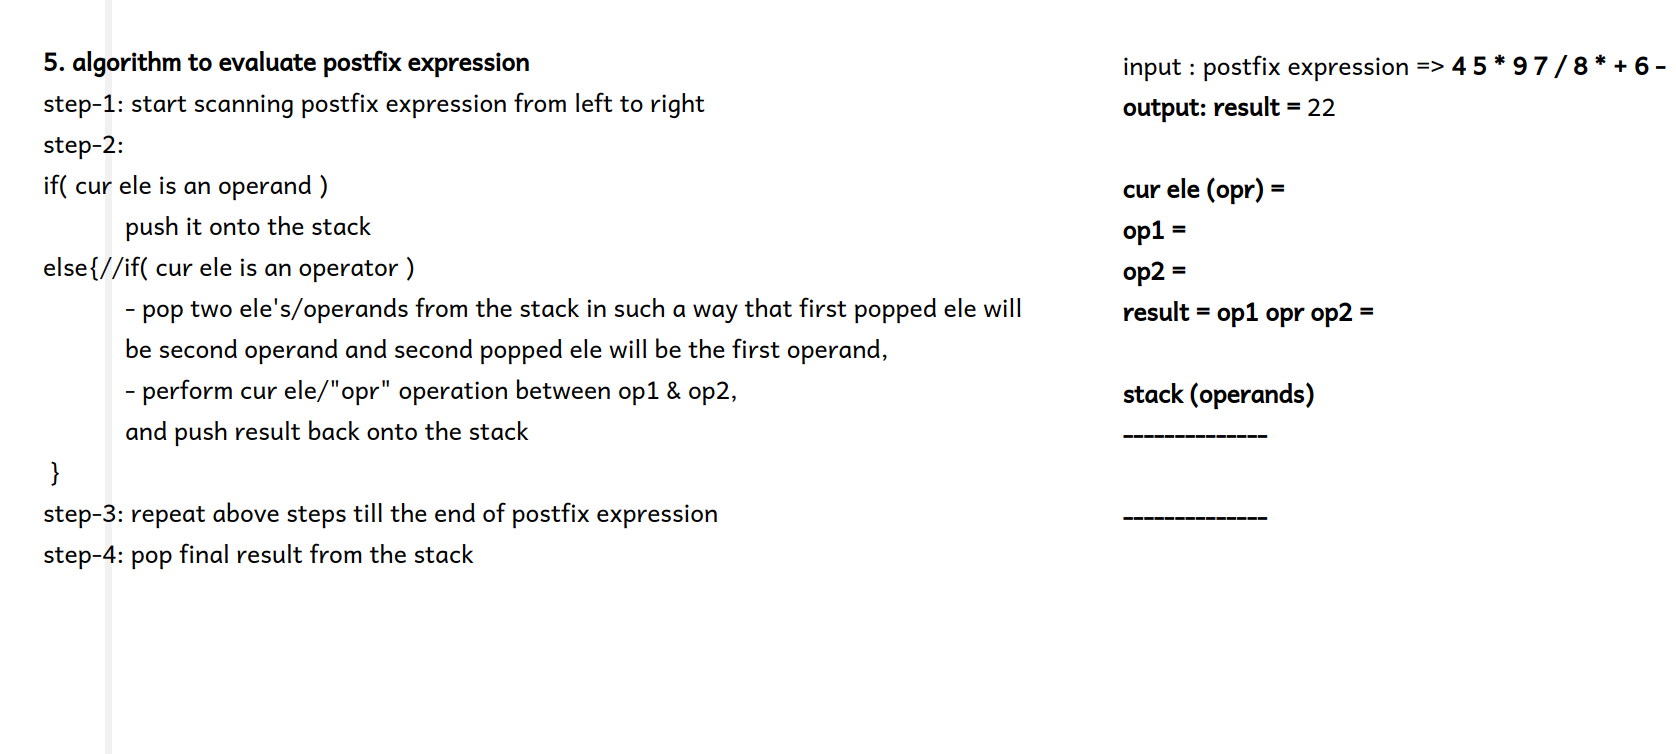 5. algorithm to evaluate postfix expression
step-1: start scanning postfix expression from left to right
step-2:
if( cur ele is an operand )
push it onto the stack
else{//if( cur ele is an operator )
- pop two ele's/operands from the stack in such a way that first popped ele will
be second operand and second popped ele will be the first operand,
- perform cur ele/"opr" operation between op1 & op2,
and push result back onto the stack
}
step-3: repeat above steps till the end of postfix expression
step-4: pop final result from the stack
input : postfix expression => 4 5 * 9 7 / 8 * + 6 -
output: result = 22
cur ele (opr) =
op1 =
op2 =
result = op1 opr op2 =
stack (operands)
--------------
--------------